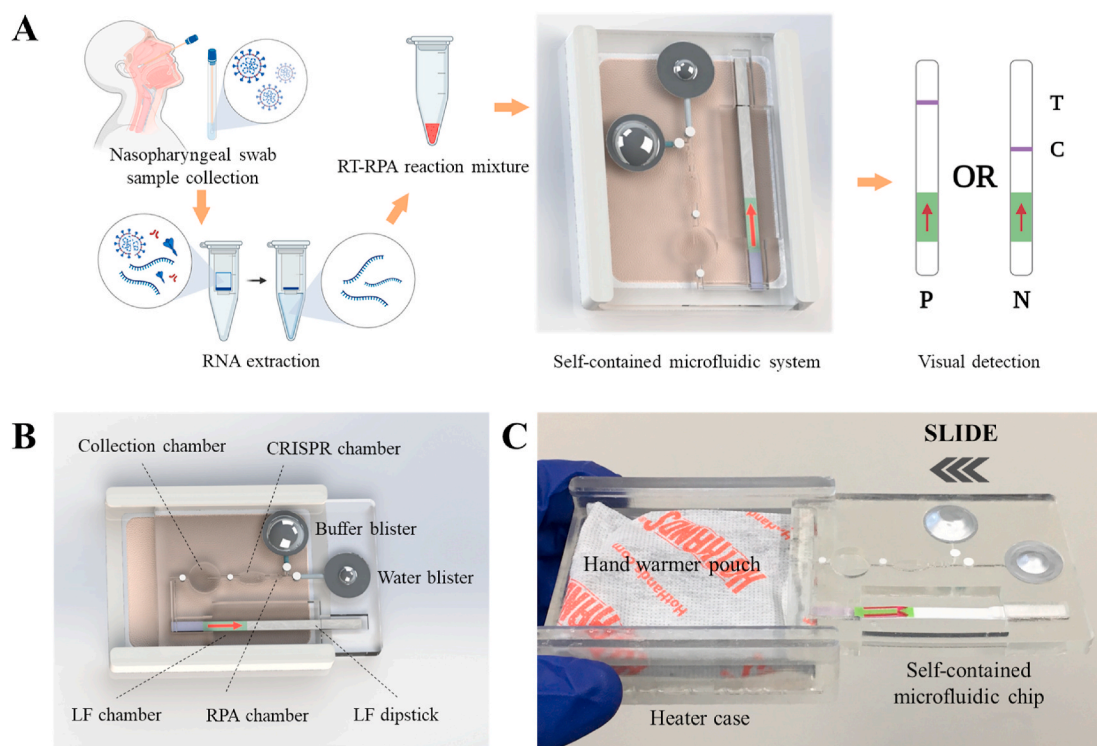 A
Nasopharyngeal swab
sample collection
RT-RPA reaction mixture
RNA extraction
Self-contained microfluidic system
T
C
OR
P
N
Visual detection
B
Collection chamber
CRISPR chamber
Buffer blister
Water blister
LF chamber
RPA chamber
LF dipstick
C
SLIDE
HOTHANDS
HotHands.com
Hand warmer pouch
Heater case
Self-contained
microfluidic chip